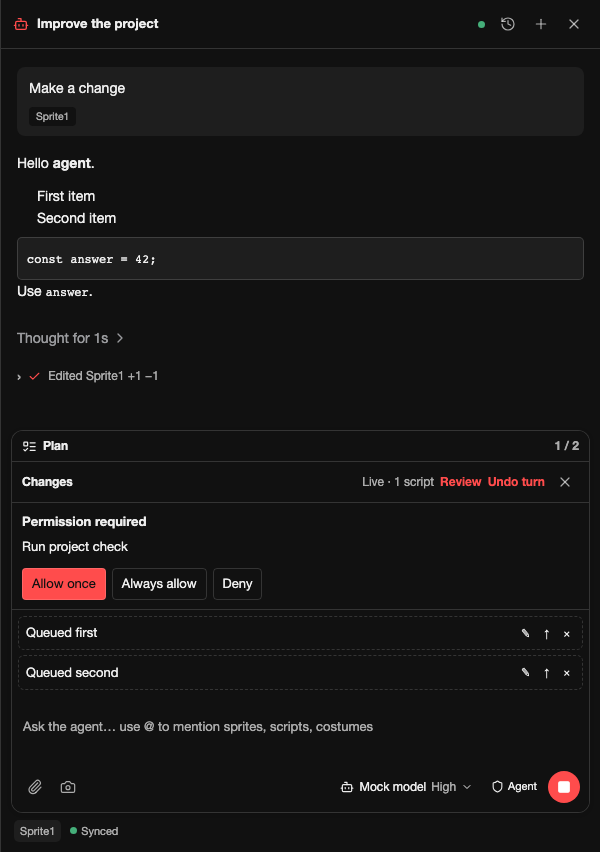 Improve the project
Make a change
Sprite1
Hello agent.
First item
Second item
const answer = 42;
Use answer.
Thought for 1s
Edited Sprite1 +1 −1
Plan 1 / 2
Changes Live · 1 script Review Undo turn
Permission required
Run project check
Allow once Always allow Deny
Queued first
Queued second
Ask the agent… use @ to mention sprites, scripts, costumes
Mock model High Agent
Sprite1 Synced